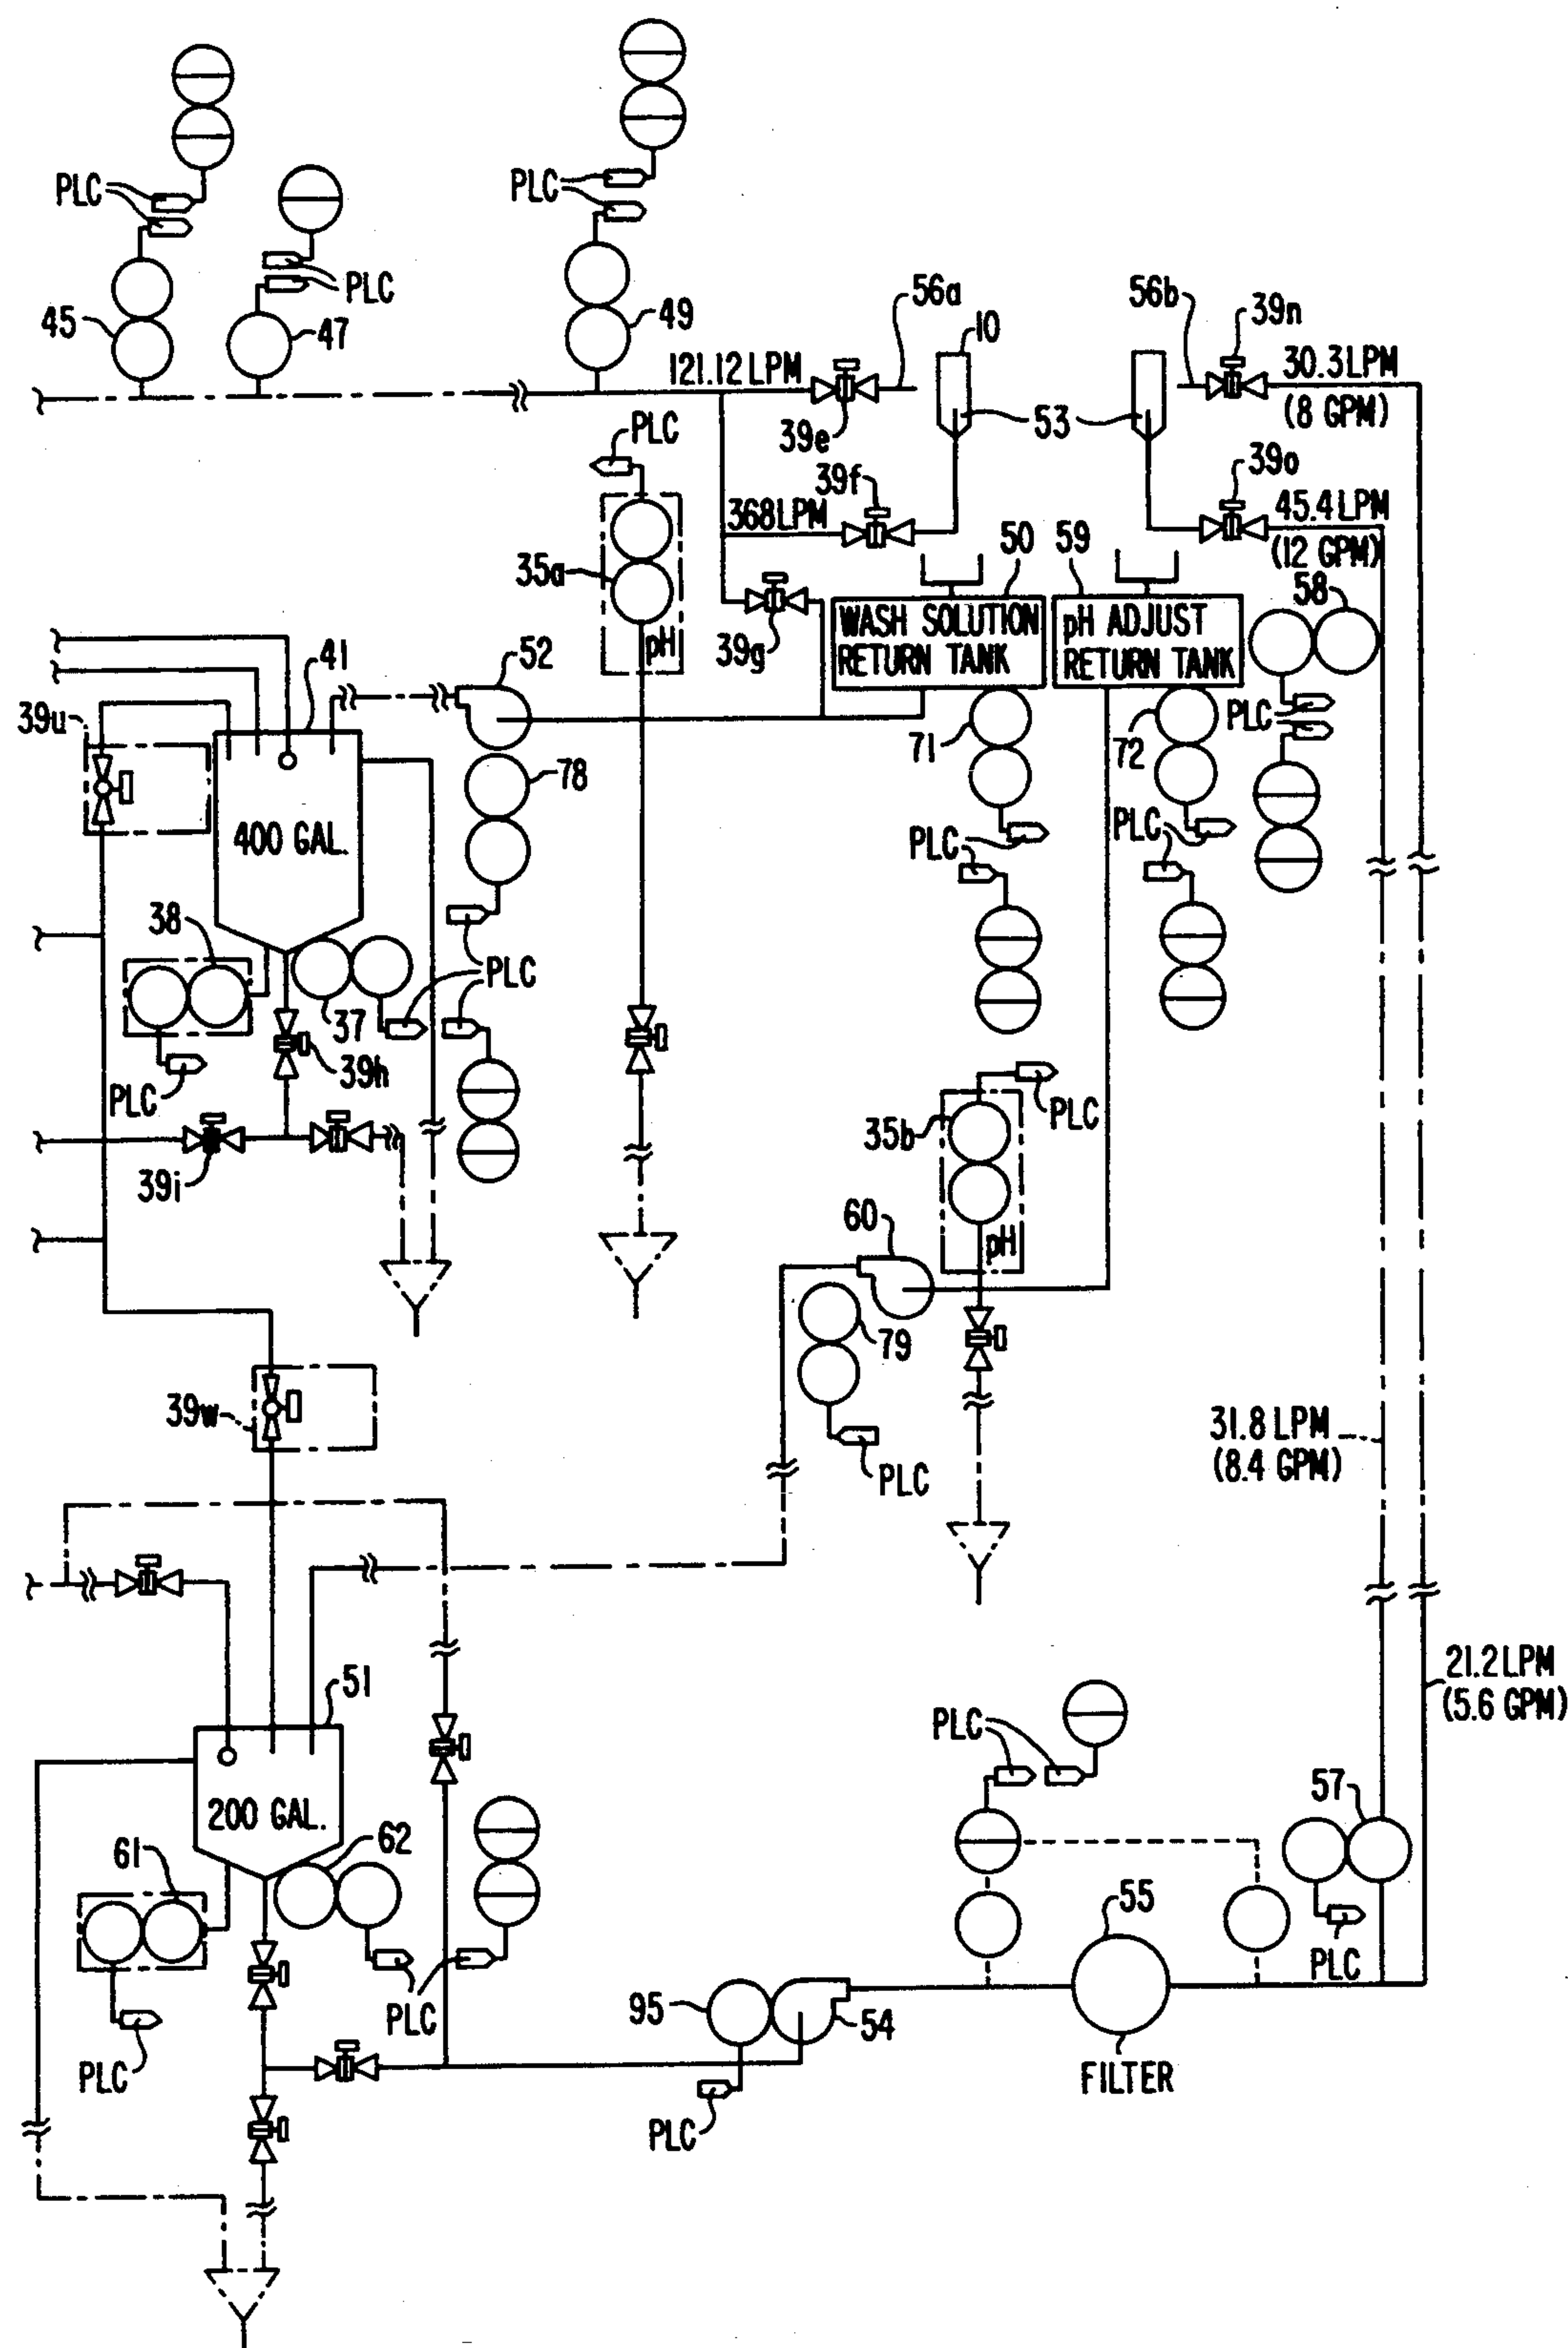 PLC
PLC
PLC
56a
56b
39n
45
47
49
10
121.12 LPM
30.3 LPM
(8 GPM)
53
39e
PLC
39f
39o
368 LPM
45.4 LPM
(12 GPM)
35a
50
59
58
pH
39g
WASH SOLUTION
RETURN TANK
pH ADJUST
RETURN TANK
41
52
39u
PLC
71
72
78
400 GAL.
PLC
PLC
38
PLC
37
39h
PLC
PLC
35b
39i
60
pH
79
39w
31.8 LPM
(8.4 GPM)
PLC
51
21.2 LPM
(5.6 GPM)
PLC
57
200 GAL.
62
61
55
PLC
95
54
PLC
PLC
FILTER
PLC